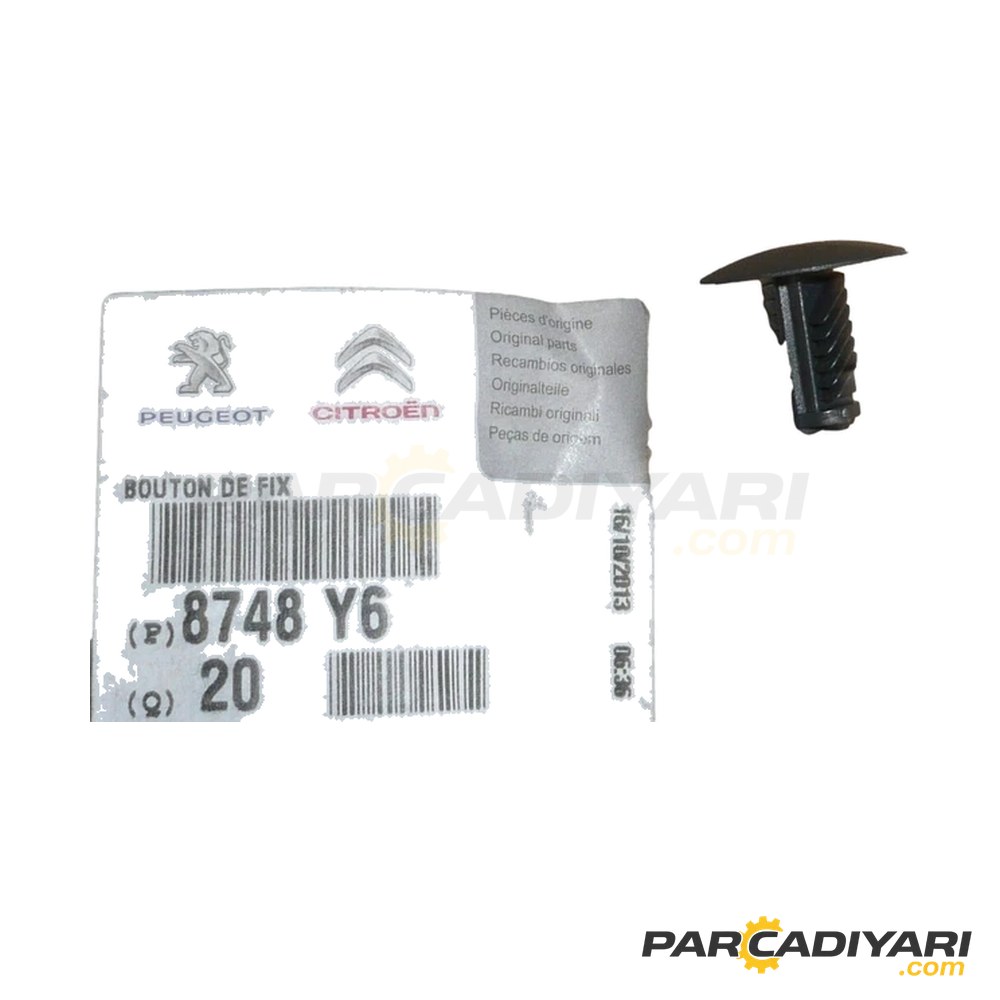 PEUGEOT
CITROËN
Pièces d'origine
Original parts
Recambios originales
Originalteile
Ricambi originali
Peças de origem
BOUTON DE FIX
(P) 8748 Y6
(Q) 20
16/10/2013 06:36
PARCADIYARI
.com
PARCADIYARI
.com